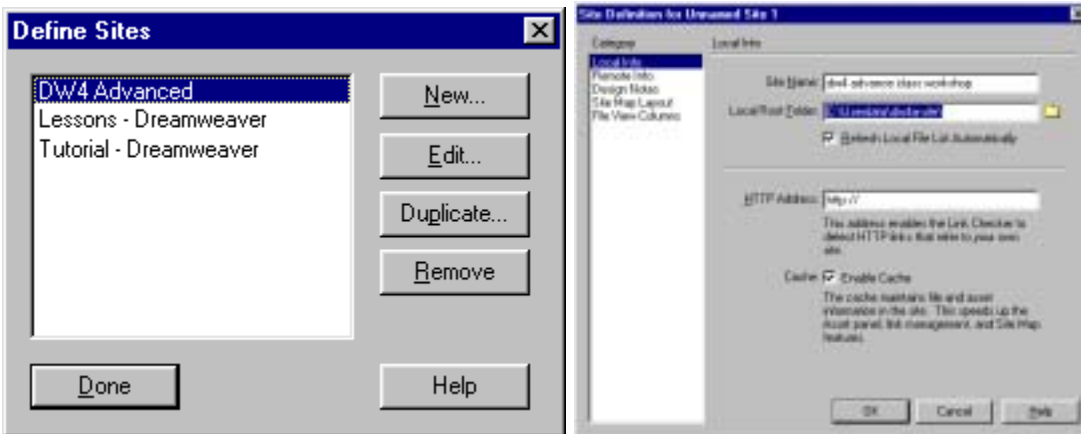 Define Sites
DW4 Advanced
Lessons - Dreamweaver
Tutorial - Dreamweaver
New...
Edit...
Duplicate...
Remove
Done
Help
Site Definition for Unnamed Site 1
Category
Local Info
Remote Info
Design Notes
Site Map Layout
File View Columns
Local Info
Site Name: dw4 advance class workshop
Local Root Folder:
Refresh Local File List Automatically
HTTP Address: http://
This address enables the Link Checker to
detect HTTP links that refer to your own
site.
Cache: Enable Cache
The cache maintains file and asset
information in the site. This speeds up the
Asset panel, link management, and Site Map
features.
OK
Cancel
Help